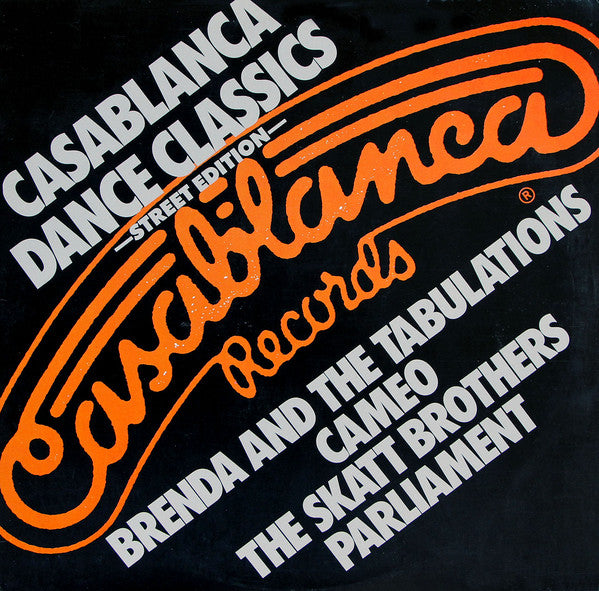 CASABLANCA
DANCE CLASSICS
—STREET EDITION—
Casablanca
Records
®
BRENDA AND THE TABULATIONS
CAMEO
THE SKATT BROTHERS
PARLIAMENT